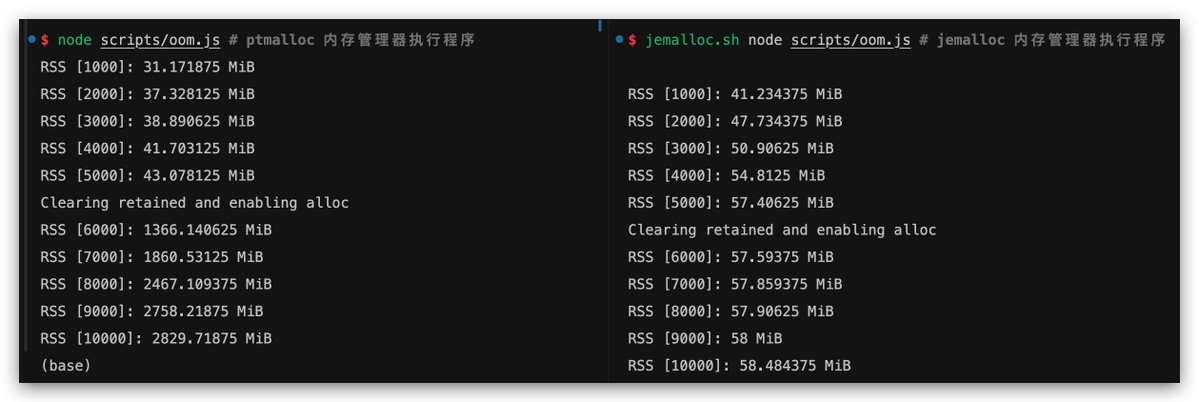 $ node scripts/oom.js # ptmalloc 内存管理器执行程序
RSS [1000]: 31.171875 MiB
RSS [2000]: 37.328125 MiB
RSS [3000]: 38.890625 MiB
RSS [4000]: 41.703125 MiB
RSS [5000]: 43.078125 MiB
Clearing retained and enabling alloc
RSS [6000]: 1366.140625 MiB
RSS [7000]: 1860.53125 MiB
RSS [8000]: 2467.109375 MiB
RSS [9000]: 2758.21875 MiB
RSS [10000]: 2829.71875 MiB
(base)
$ jemalloc.sh node scripts/oom.js # jemalloc 内存管理器执行程序
RSS [1000]: 41.234375 MiB
RSS [2000]: 47.734375 MiB
RSS [3000]: 50.90625 MiB
RSS [4000]: 54.8125 MiB
RSS [5000]: 57.40625 MiB
Clearing retained and enabling alloc
RSS [6000]: 57.59375 MiB
RSS [7000]: 57.859375 MiB
RSS [8000]: 57.90625 MiB
RSS [9000]: 58 MiB
RSS [10000]: 58.484375 MiB